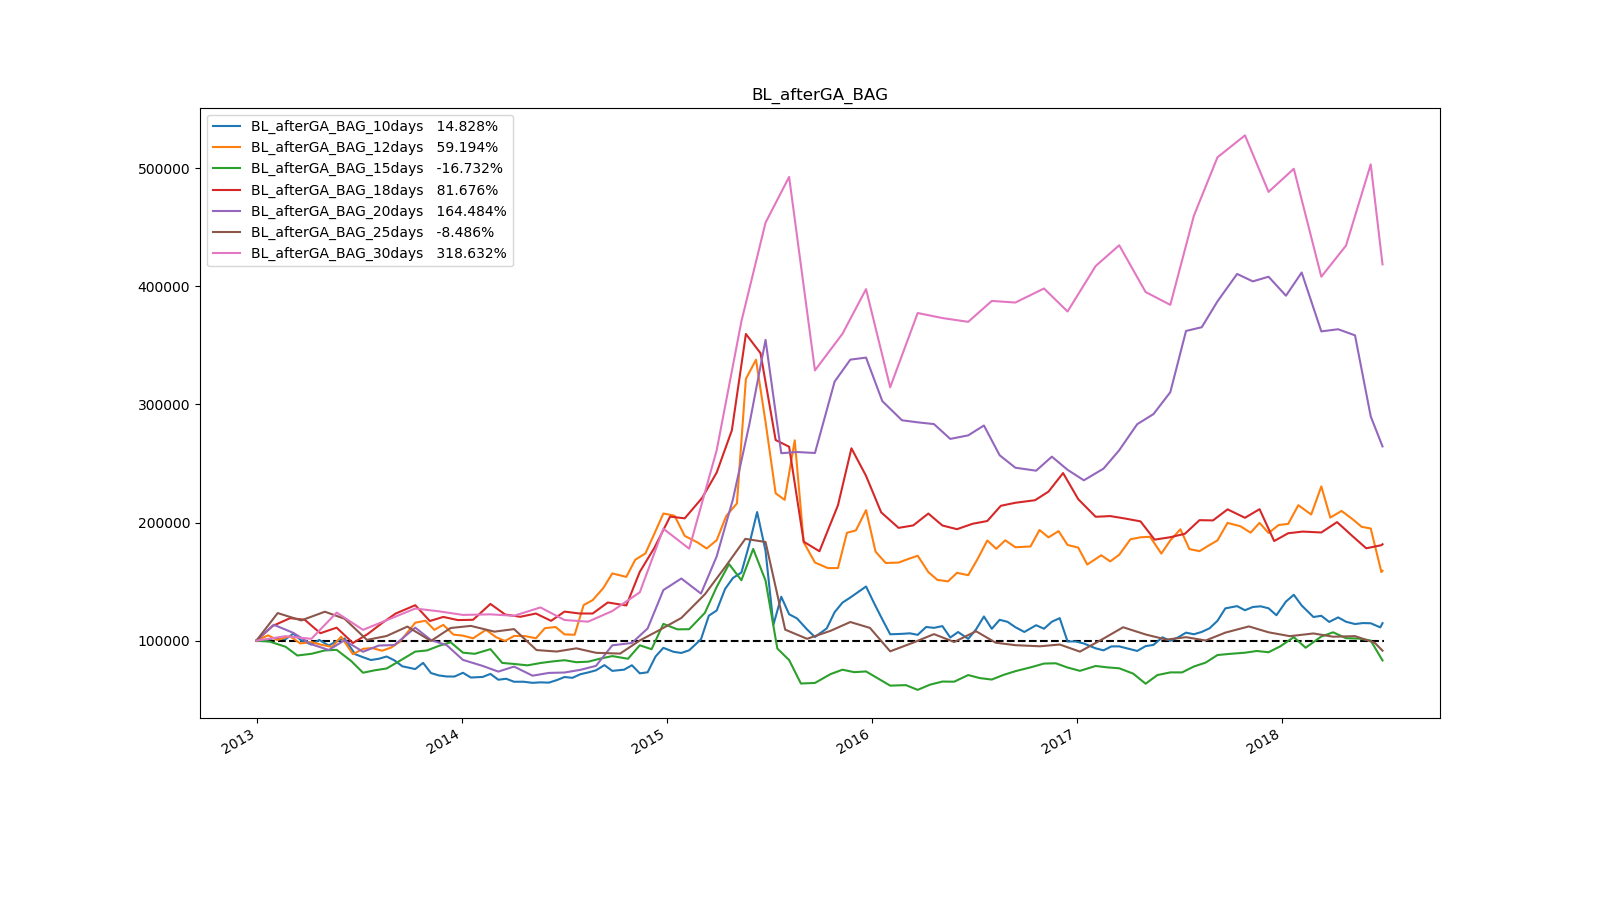 BL_afterGA_BAG
BL_afterGA_BAG_10days 14.828%
BL_afterGA_BAG_12days 59.194%
BL_afterGA_BAG_15days -16.732%
BL_afterGA_BAG_18days 81.676%
BL_afterGA_BAG_20days 164.484%
BL_afterGA_BAG_25days -8.486%
BL_afterGA_BAG_30days 318.632%
500000
400000
300000
200000
100000
2013 2014 2015 2016 2017 2018